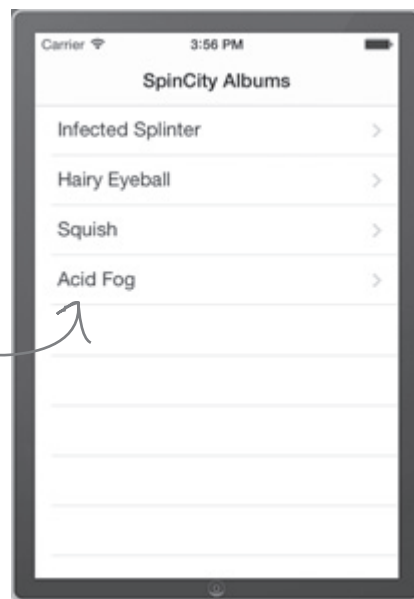 Carrier 3:56 PM
SpinCity Albums
Infected Splinter
Hairy Eyeball
Squish
Acid Fog